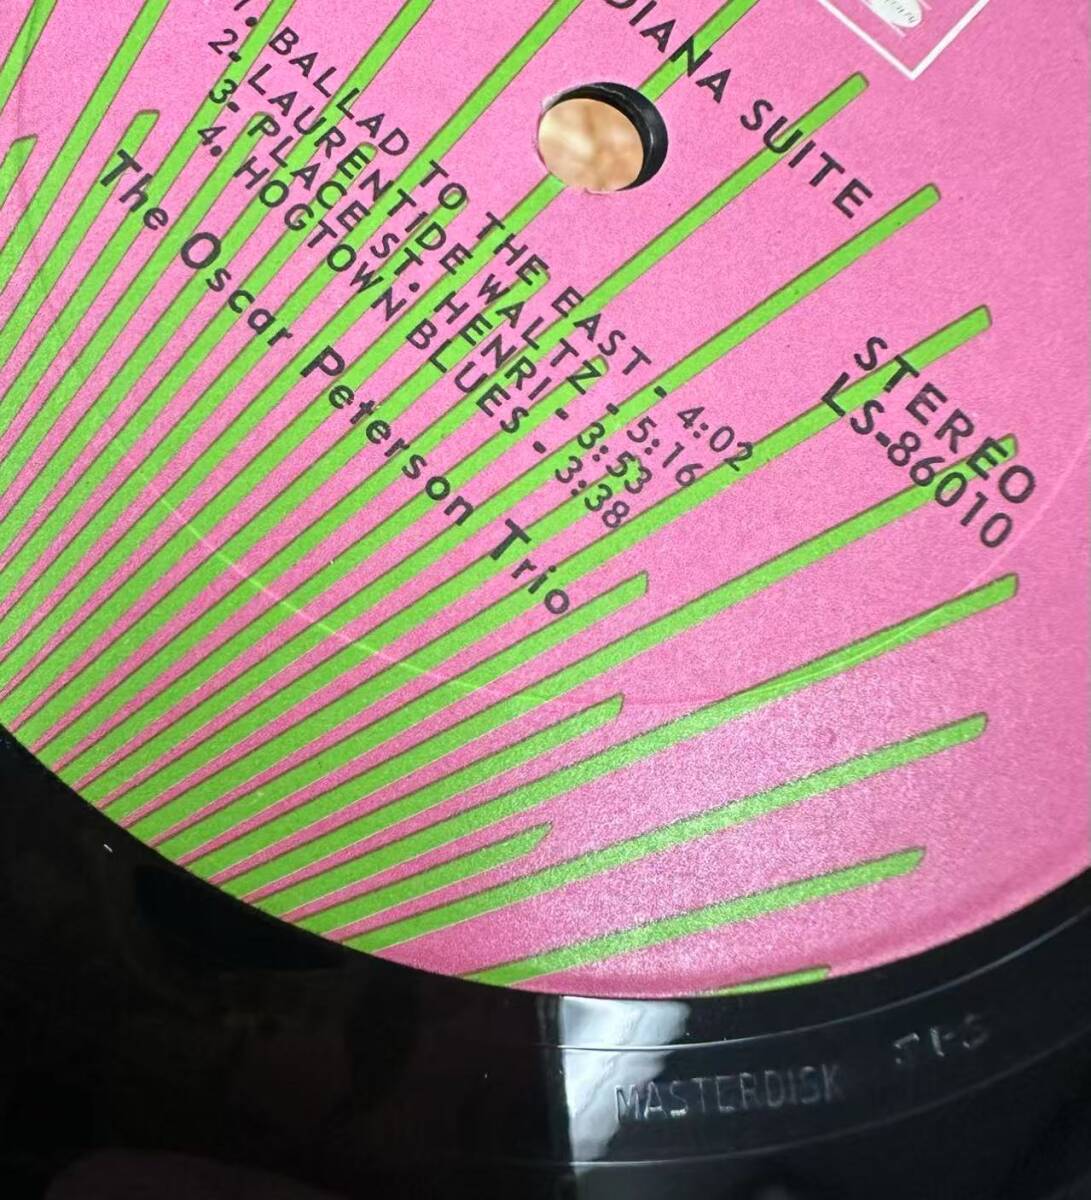 DIANA SUITE
STEREO
LS-86010
1. BALLAD TO THE EAST - 4:02
2. LAURENTIDE WALTZ - 5:16
3- PLACE ST. HENRI - 3:53
4. HOGTOWN BLUES - 3:38
The Oscar Peterson Trio
MASTERDISK